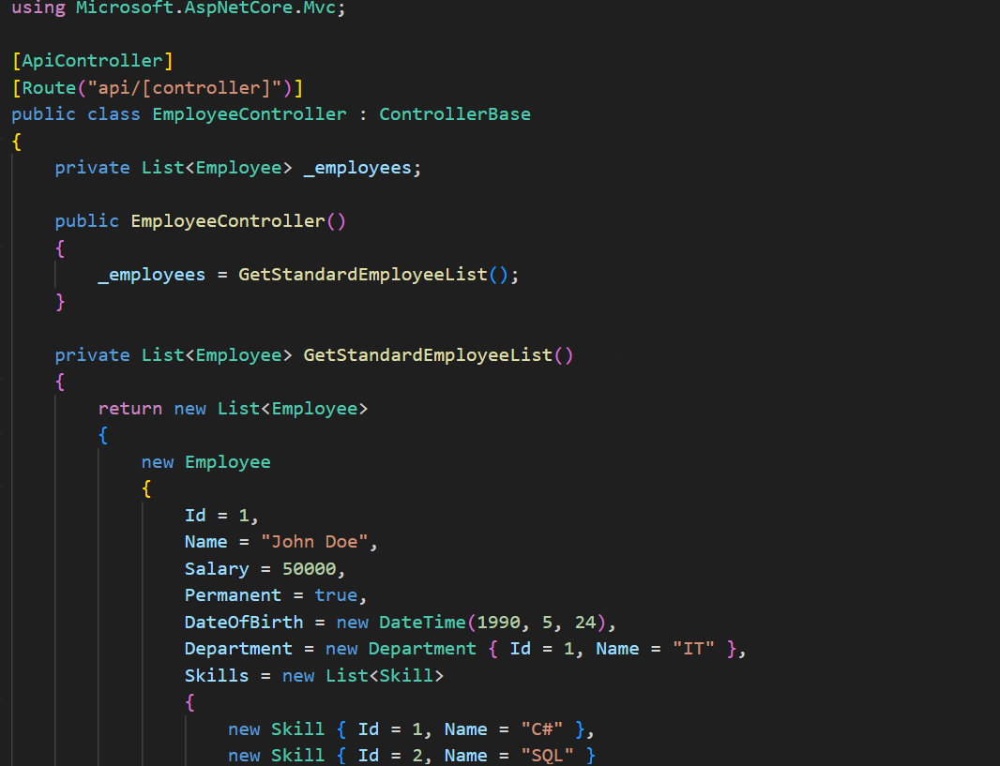 using Microsoft.AspNetCore.Mvc;
[ApiController]
[Route("api/[controller]")]
public class EmployeeController : ControllerBase
{
private List<Employee> _employees;
public EmployeeController()
{
_employees = GetStandardEmployeeList();
}
private List<Employee> GetStandardEmployeeList()
{
return new List<Employee>
{
new Employee
{
Id = 1,
Name = "John Doe",
Salary = 50000,
Permanent = true,
DateOfBirth = new DateTime(1990, 5, 24),
Department = new Department { Id = 1, Name = "IT" },
Skills = new List<Skill>
{
new Skill { Id = 1, Name = "C#" },
new Skill { Id = 2, Name = "SQL" }